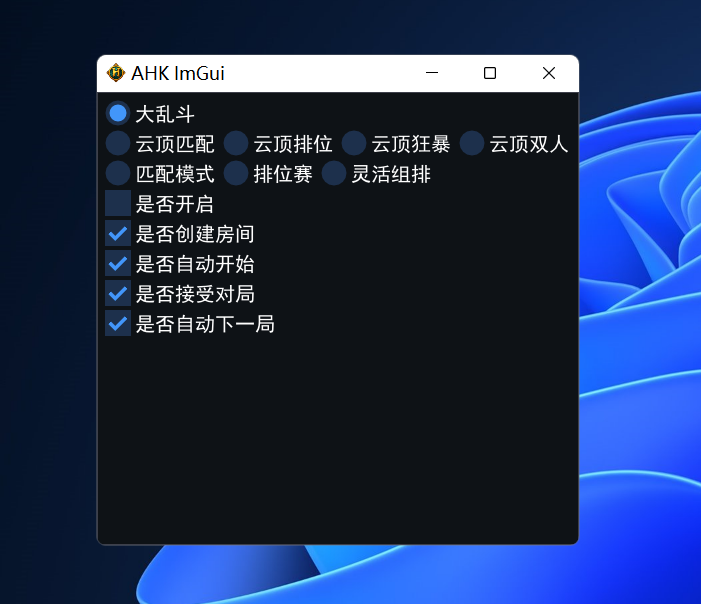 AHK ImGui
大乱斗
云顶匹配 云顶排位 云顶狂暴 云顶双人
匹配模式 排位赛 灵活组排
是否开启
是否创建房间
是否自动开始
是否接受对局
是否自动下一局